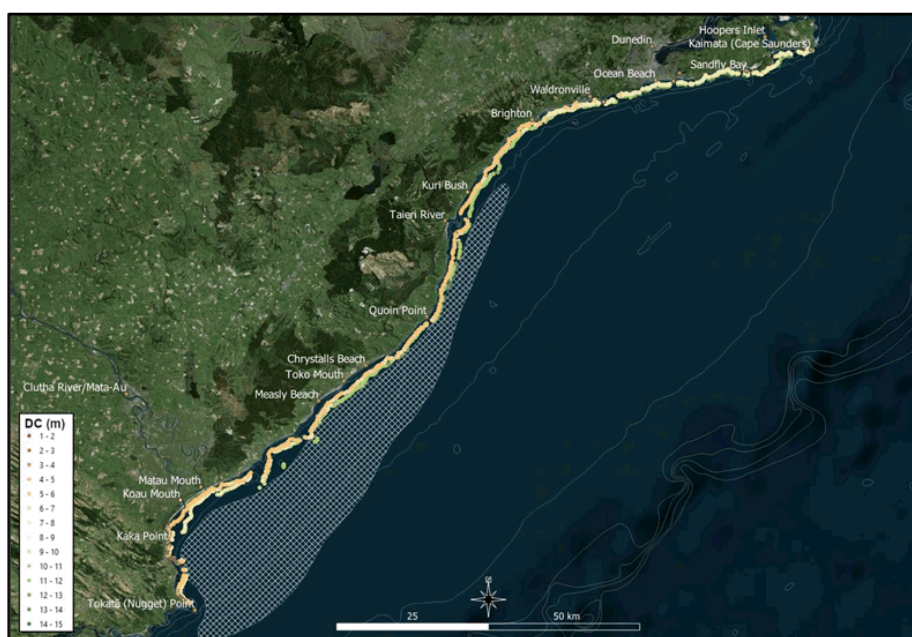 Hoopers Inlet
Dunedin
Kaimata (Cape Saunders)
Sandfly Bay
Ocean Beach
Waldronville
Brighton
Kuri Bush
Taieri River
Quoin Point
Chrystalls Beach
Toko Mouth
Clutha River/Mata-Au
Measly Beach
DC (m)
1 - 2
2 - 3
3 - 4
4 - 5
5 - 6
6 - 7
7 - 8
8 - 9
9 - 10
10 - 11
11 - 12
12 - 13
13 - 14
14 - 15
Matau Mouth
Koau Mouth
Kaka Point
Tokatā (Nugget) Point
25
50 km